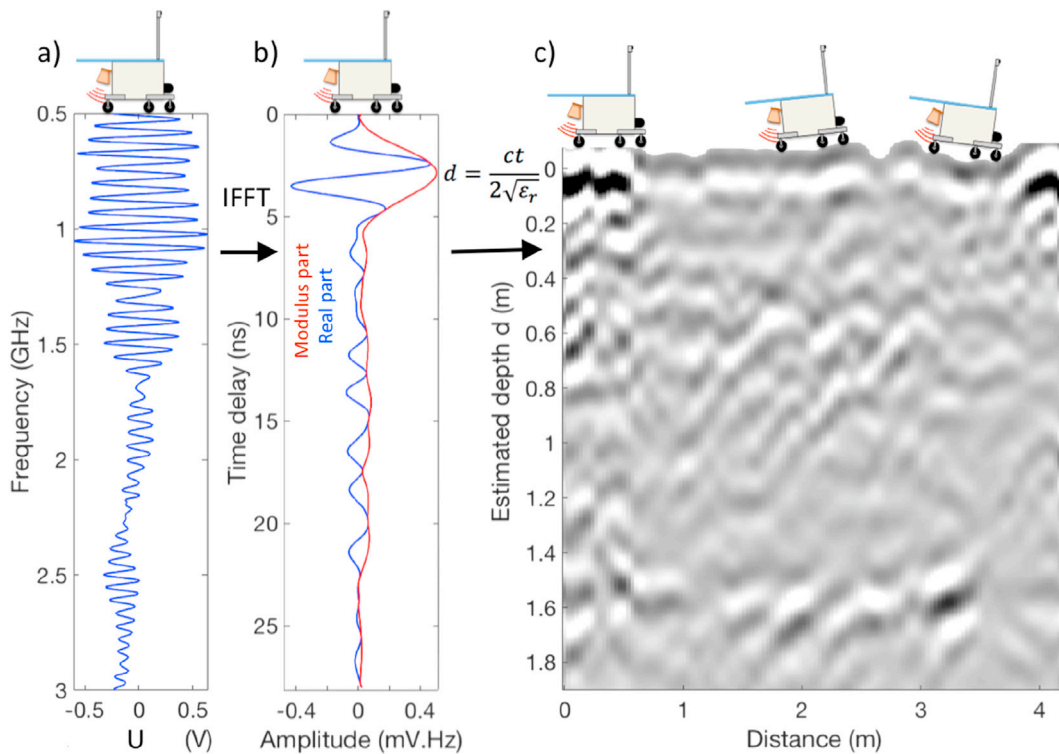 a)
b)
c)
0.5
1
1.5
2
2.5
3
Frequency (GHz)
-0.5
0
0.5
U (V)
IFFT
0
5
10
15
20
25
Time delay (ns)
Modulus part
Real part
-0.4
0
0.4
Amplitude (mV.Hz)
d = ct / 2√εr
0
0.2
0.4
0.6
0.8
1
1.2
1.4
1.6
1.8
Estimated depth d (m)
0
1
2
3
4
Distance (m)